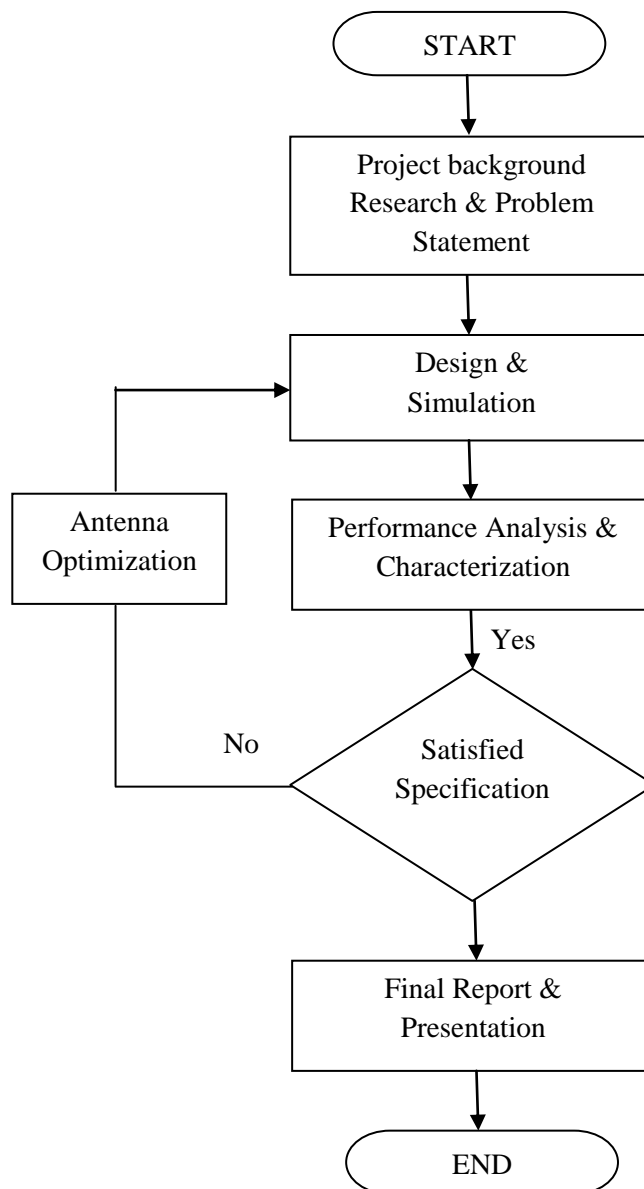 START
Project background
Research & Problem
Statement
Design &
Simulation
Antenna
Optimization
Performance Analysis &
Characterization
Yes
No
Satisfied
Specification
Final Report &
Presentation
END